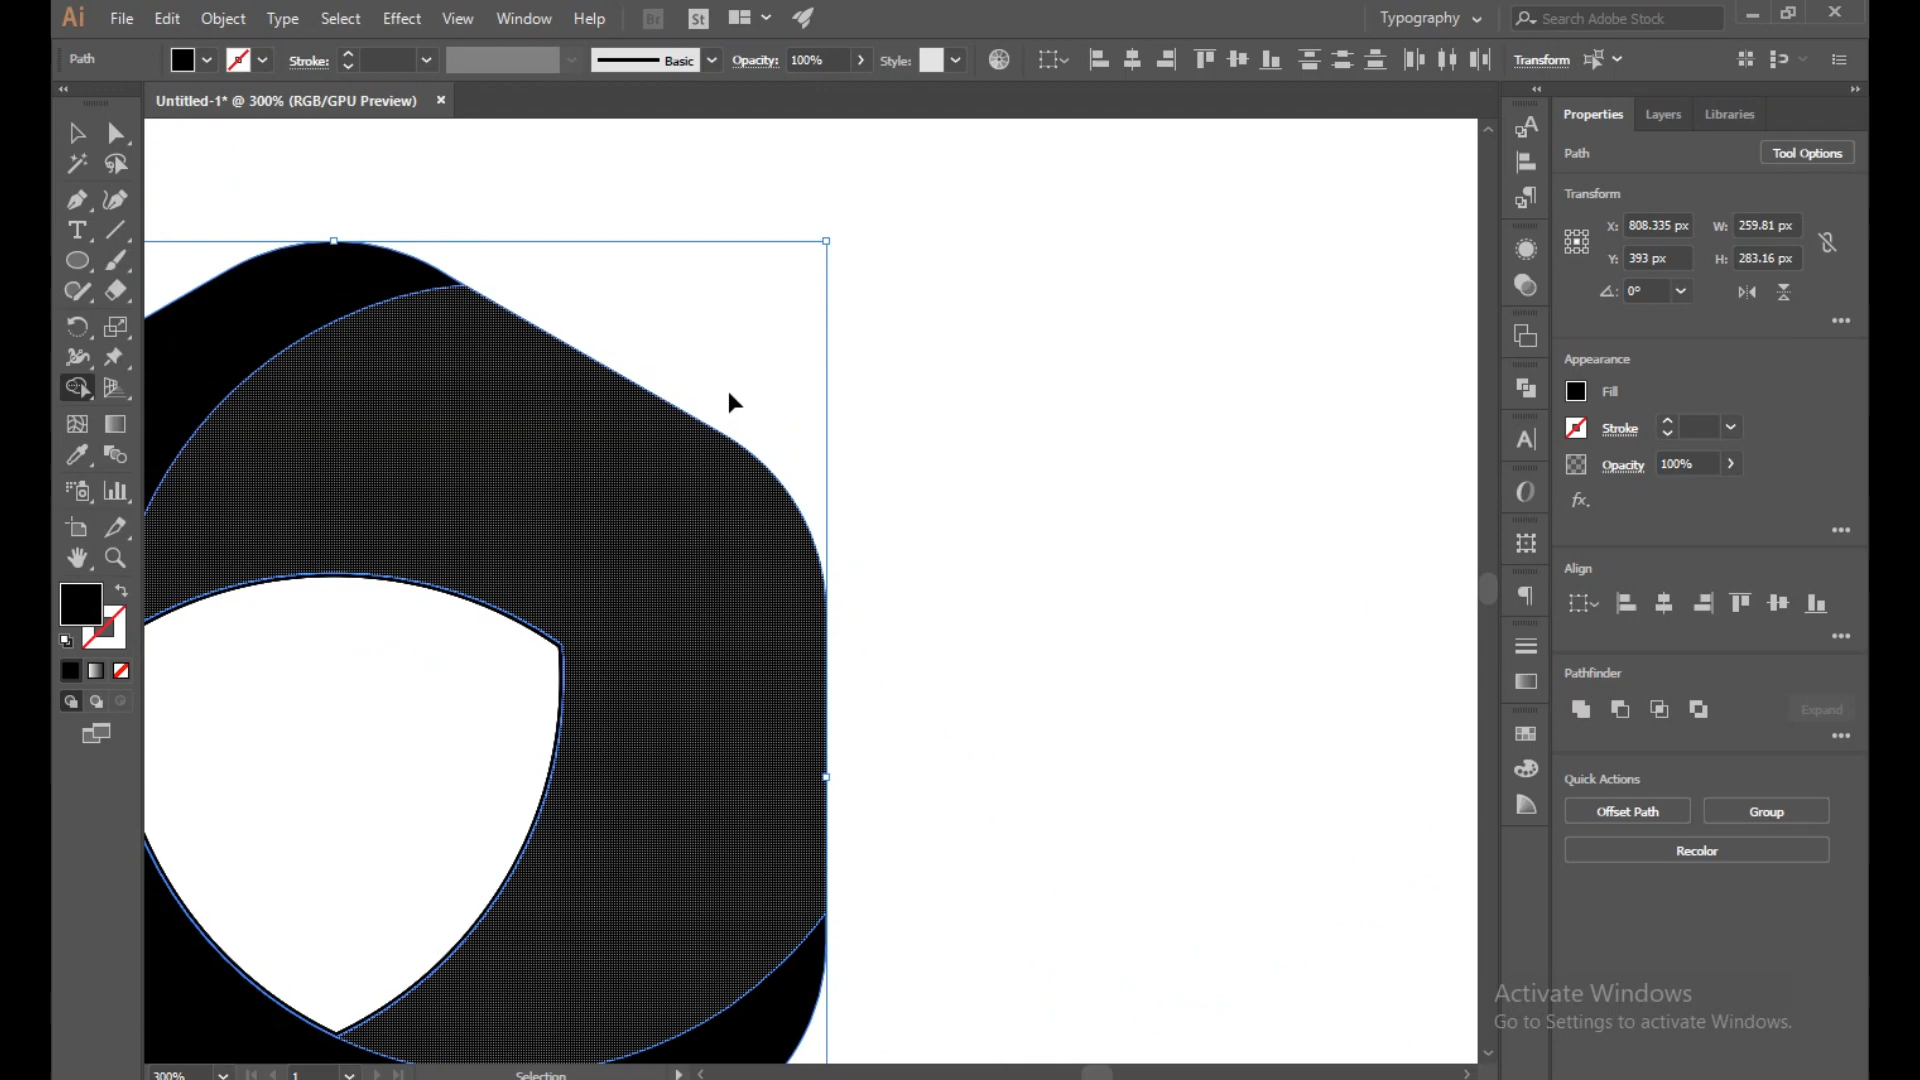 Ai File Edit Object Type Select Effect View Window Help Br St Typography Search Adobe Stock
Path Stroke: Basic Opacity: 100% Style: Transform
Untitled-1* @ 300% (RGB/GPU Preview)
Properties Layers Libraries
Path Tool Options
Transform
X: 808.335 px W: 259.81 px
Y: 393 px H: 283.16 px
0°
Appearance
Fill
Stroke
Opacity 100%
fx.
Align
Pathfinder
Expand
Quick Actions
Offset Path Group
Recolor
Activate Windows
Go to Settings to activate Windows.
300% 1 Selection